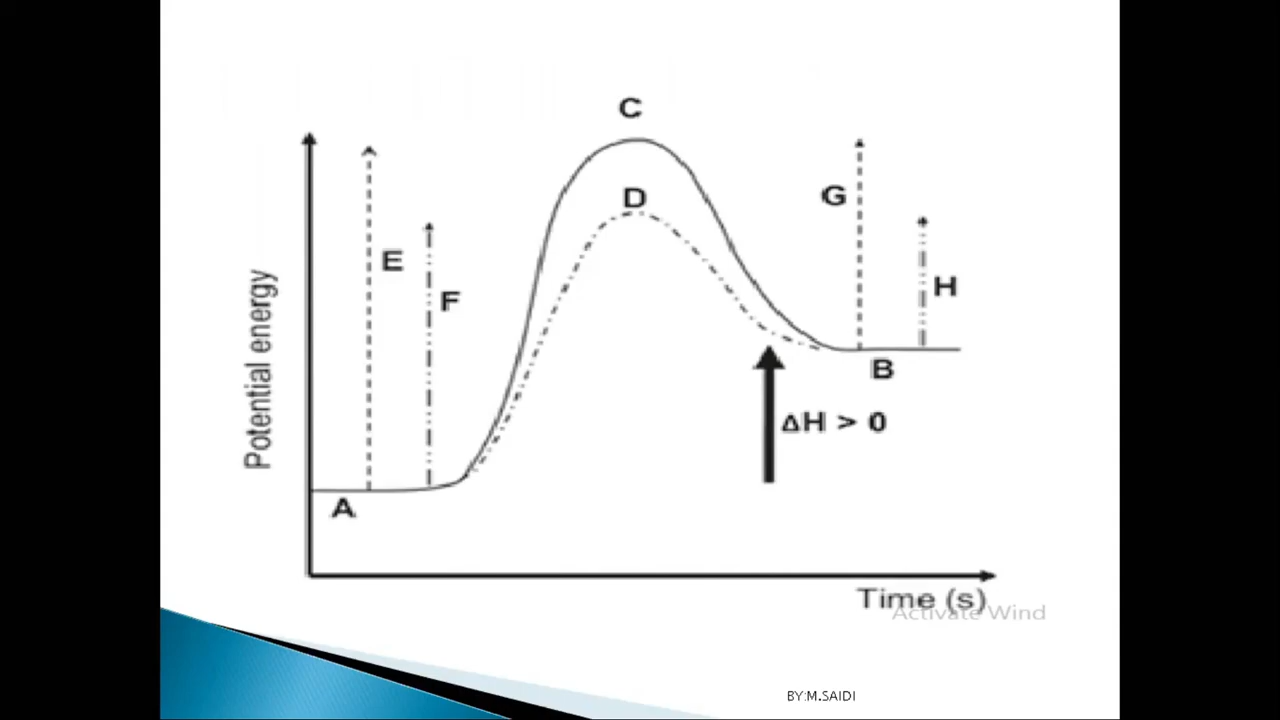 C
D
G
E
F
H
Potential energy
B
ΔH > 0
A
Time (s)
Activate Wind
BY:M.SAIDI